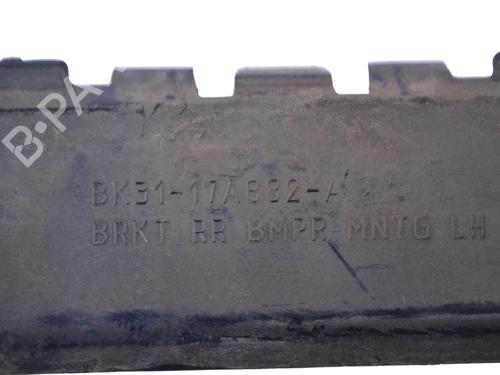 B-PA
BK31-17A882-A
BRKT RR BMPR-MNTG LH